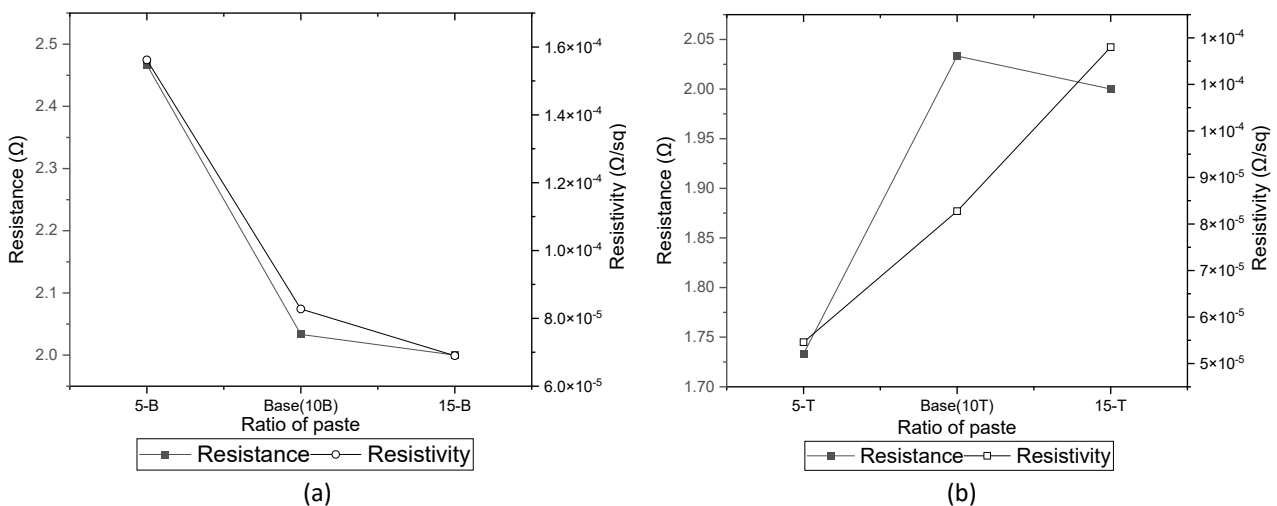 2.5
2.4
2.3
2.2
2.1
2.0
Resistance (Ω)
1.6×10⁻⁴
1.4×10⁻⁴
1.2×10⁻⁴
1.0×10⁻⁴
8.0×10⁻⁵
6.0×10⁻⁵
Resistivity (Ω/sq)
5-B Base(10B) 15-B
Ratio of paste
Resistance Resistivity
(a)
2.05
2.00
1.95
1.90
1.85
1.80
1.75
1.70
Resistance (Ω)
1×10⁻⁴
1×10⁻⁴
1×10⁻⁴
9×10⁻⁵
8×10⁻⁵
7×10⁻⁵
6×10⁻⁵
5×10⁻⁵
Resistivity (Ω/sq)
5-T Base(10T) 15-T
Ratio of paste
Resistance Resistivity
(b)